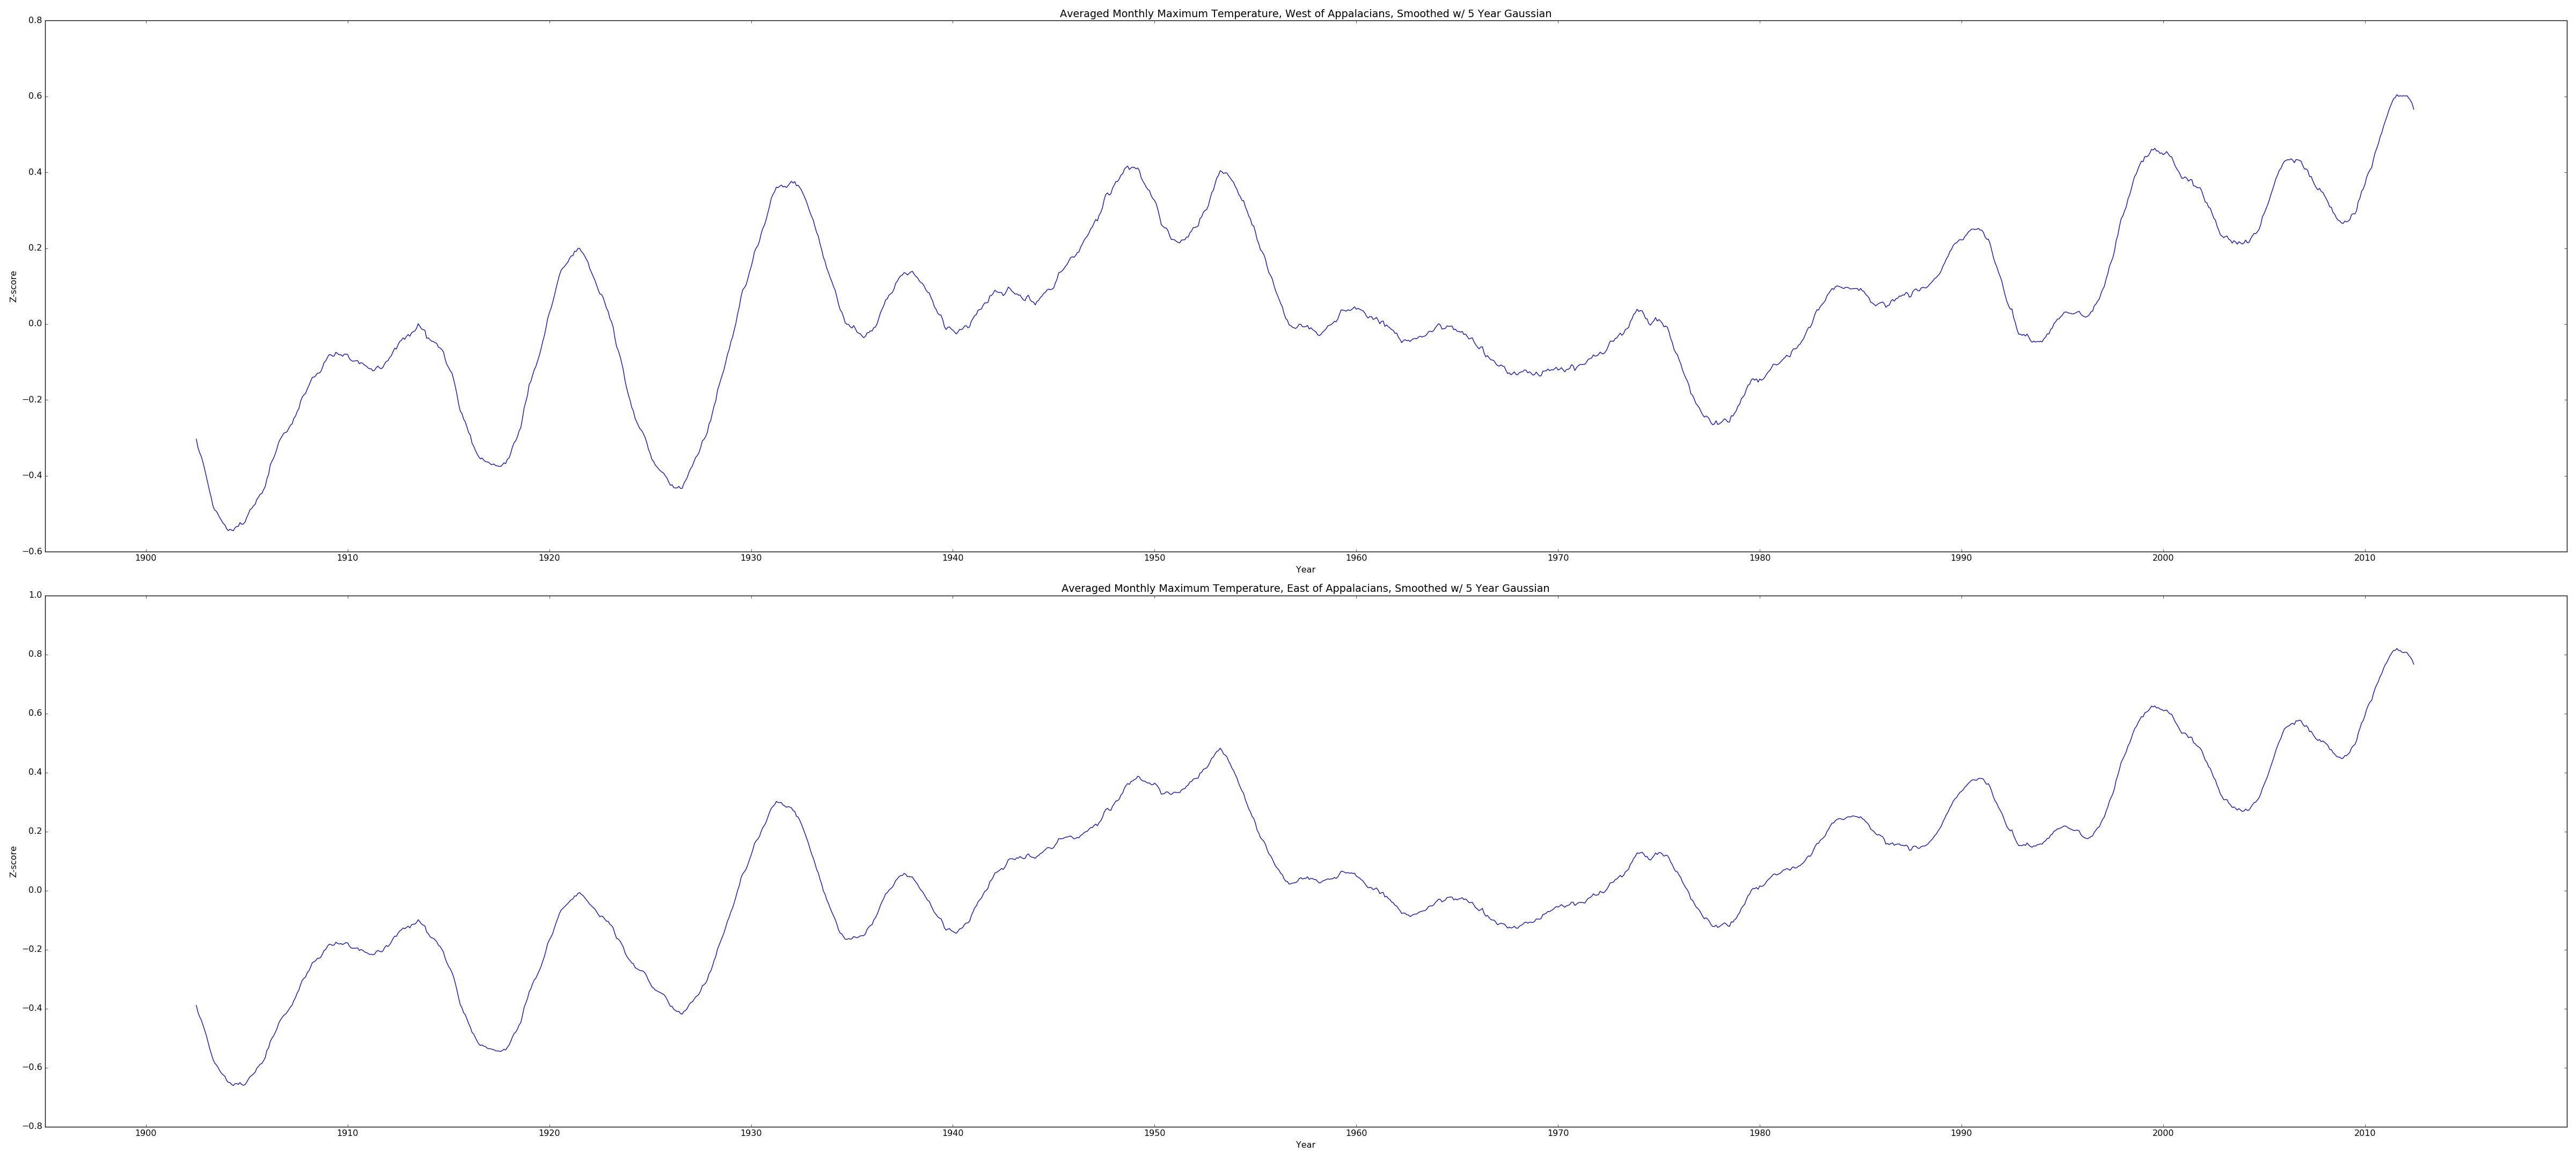 Averaged Monthly Maximum Temperature, West of Appalacians, Smoothed w/ 5 Year Gaussian
0.8
0.6
0.4
0.2
0.0
−0.2
−0.4
−0.6
Z-score
1900 1910 1920 1930 1940 1950 1960 1970 1980 1990 2000 2010
Year
Averaged Monthly Maximum Temperature, East of Appalacians, Smoothed w/ 5 Year Gaussian
1.0
0.8
0.6
0.4
0.2
0.0
−0.2
−0.4
−0.6
−0.8
Z-score
1900 1910 1920 1930 1940 1950 1960 1970 1980 1990 2000 2010
Year